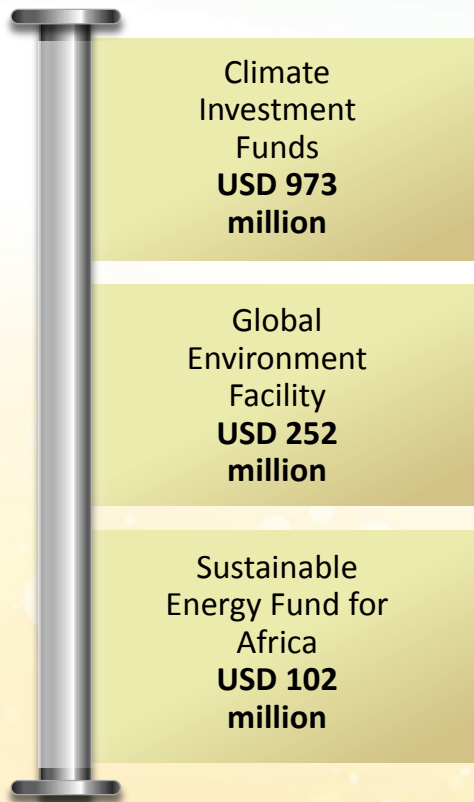 Climate
Investment
Funds
USD 973
million
Global
Environment
Facility
USD 252
million
Sustainable
Energy Fund for
Africa
USD 102
million